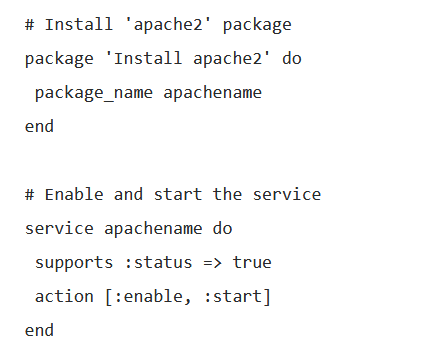 # Install 'apache2' package
package 'Install apache2' do
 package_name apachename
end

# Enable and start the service
service apachename do
 supports :status => true
 action [:enable, :start]
end